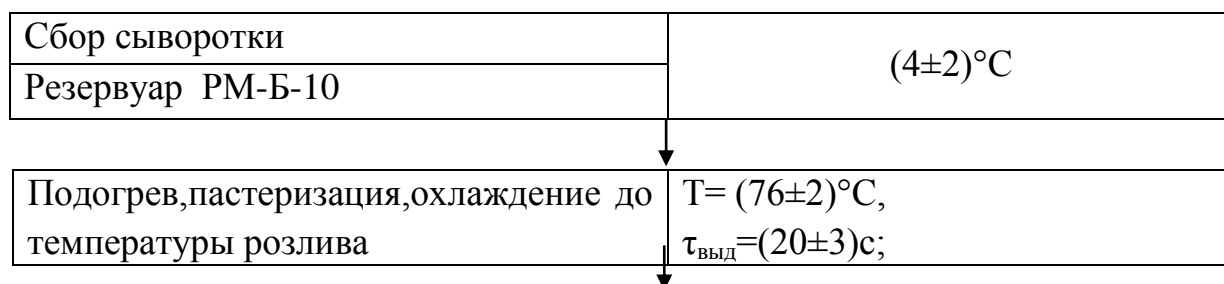 Сбор сыворотки
(4±2)°С
Резервуар РМ-Б-10
Подогрев,пастеризация,охлаждение до
температуры розлива
T= (76±2)°С,
τвыд=(20±3)с;